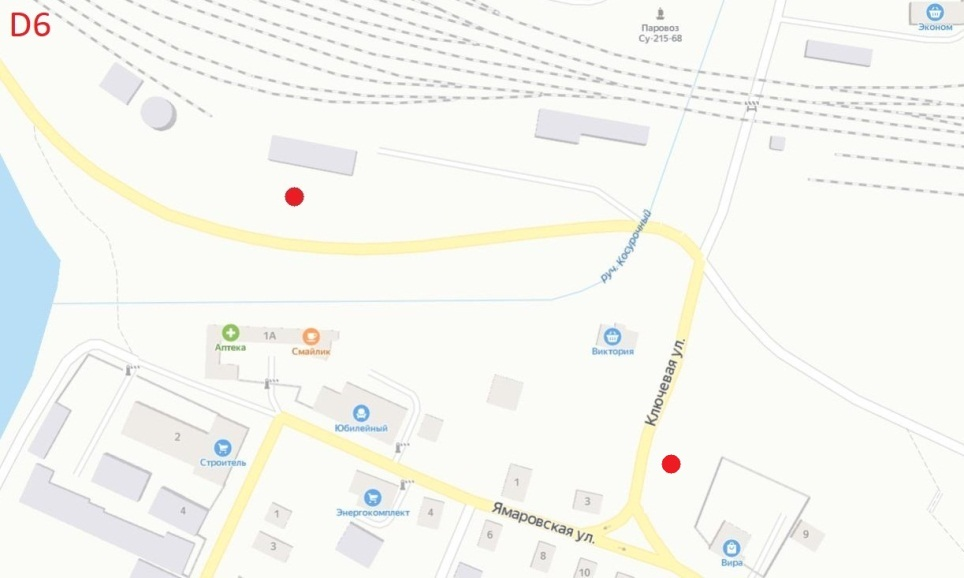 D6
Эконом
Паровоз
Су-215-68
руч. Косурочный
1А
Аптека
Смайлик
Виктория
Ключевая ул.
Юбилейный
2
Строитель
4
1
3
Энергокомплект
4
1
3
Ямаровская ул.
6
8
10
Вира
9